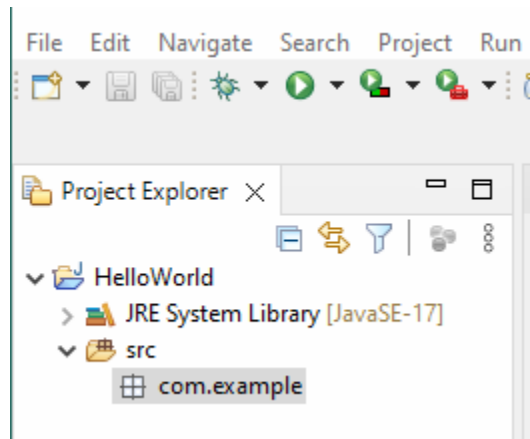 File Edit Navigate Search Project Run
Project Explorer
HelloWorld
JRE System Library [JavaSE-17]
src
com.example